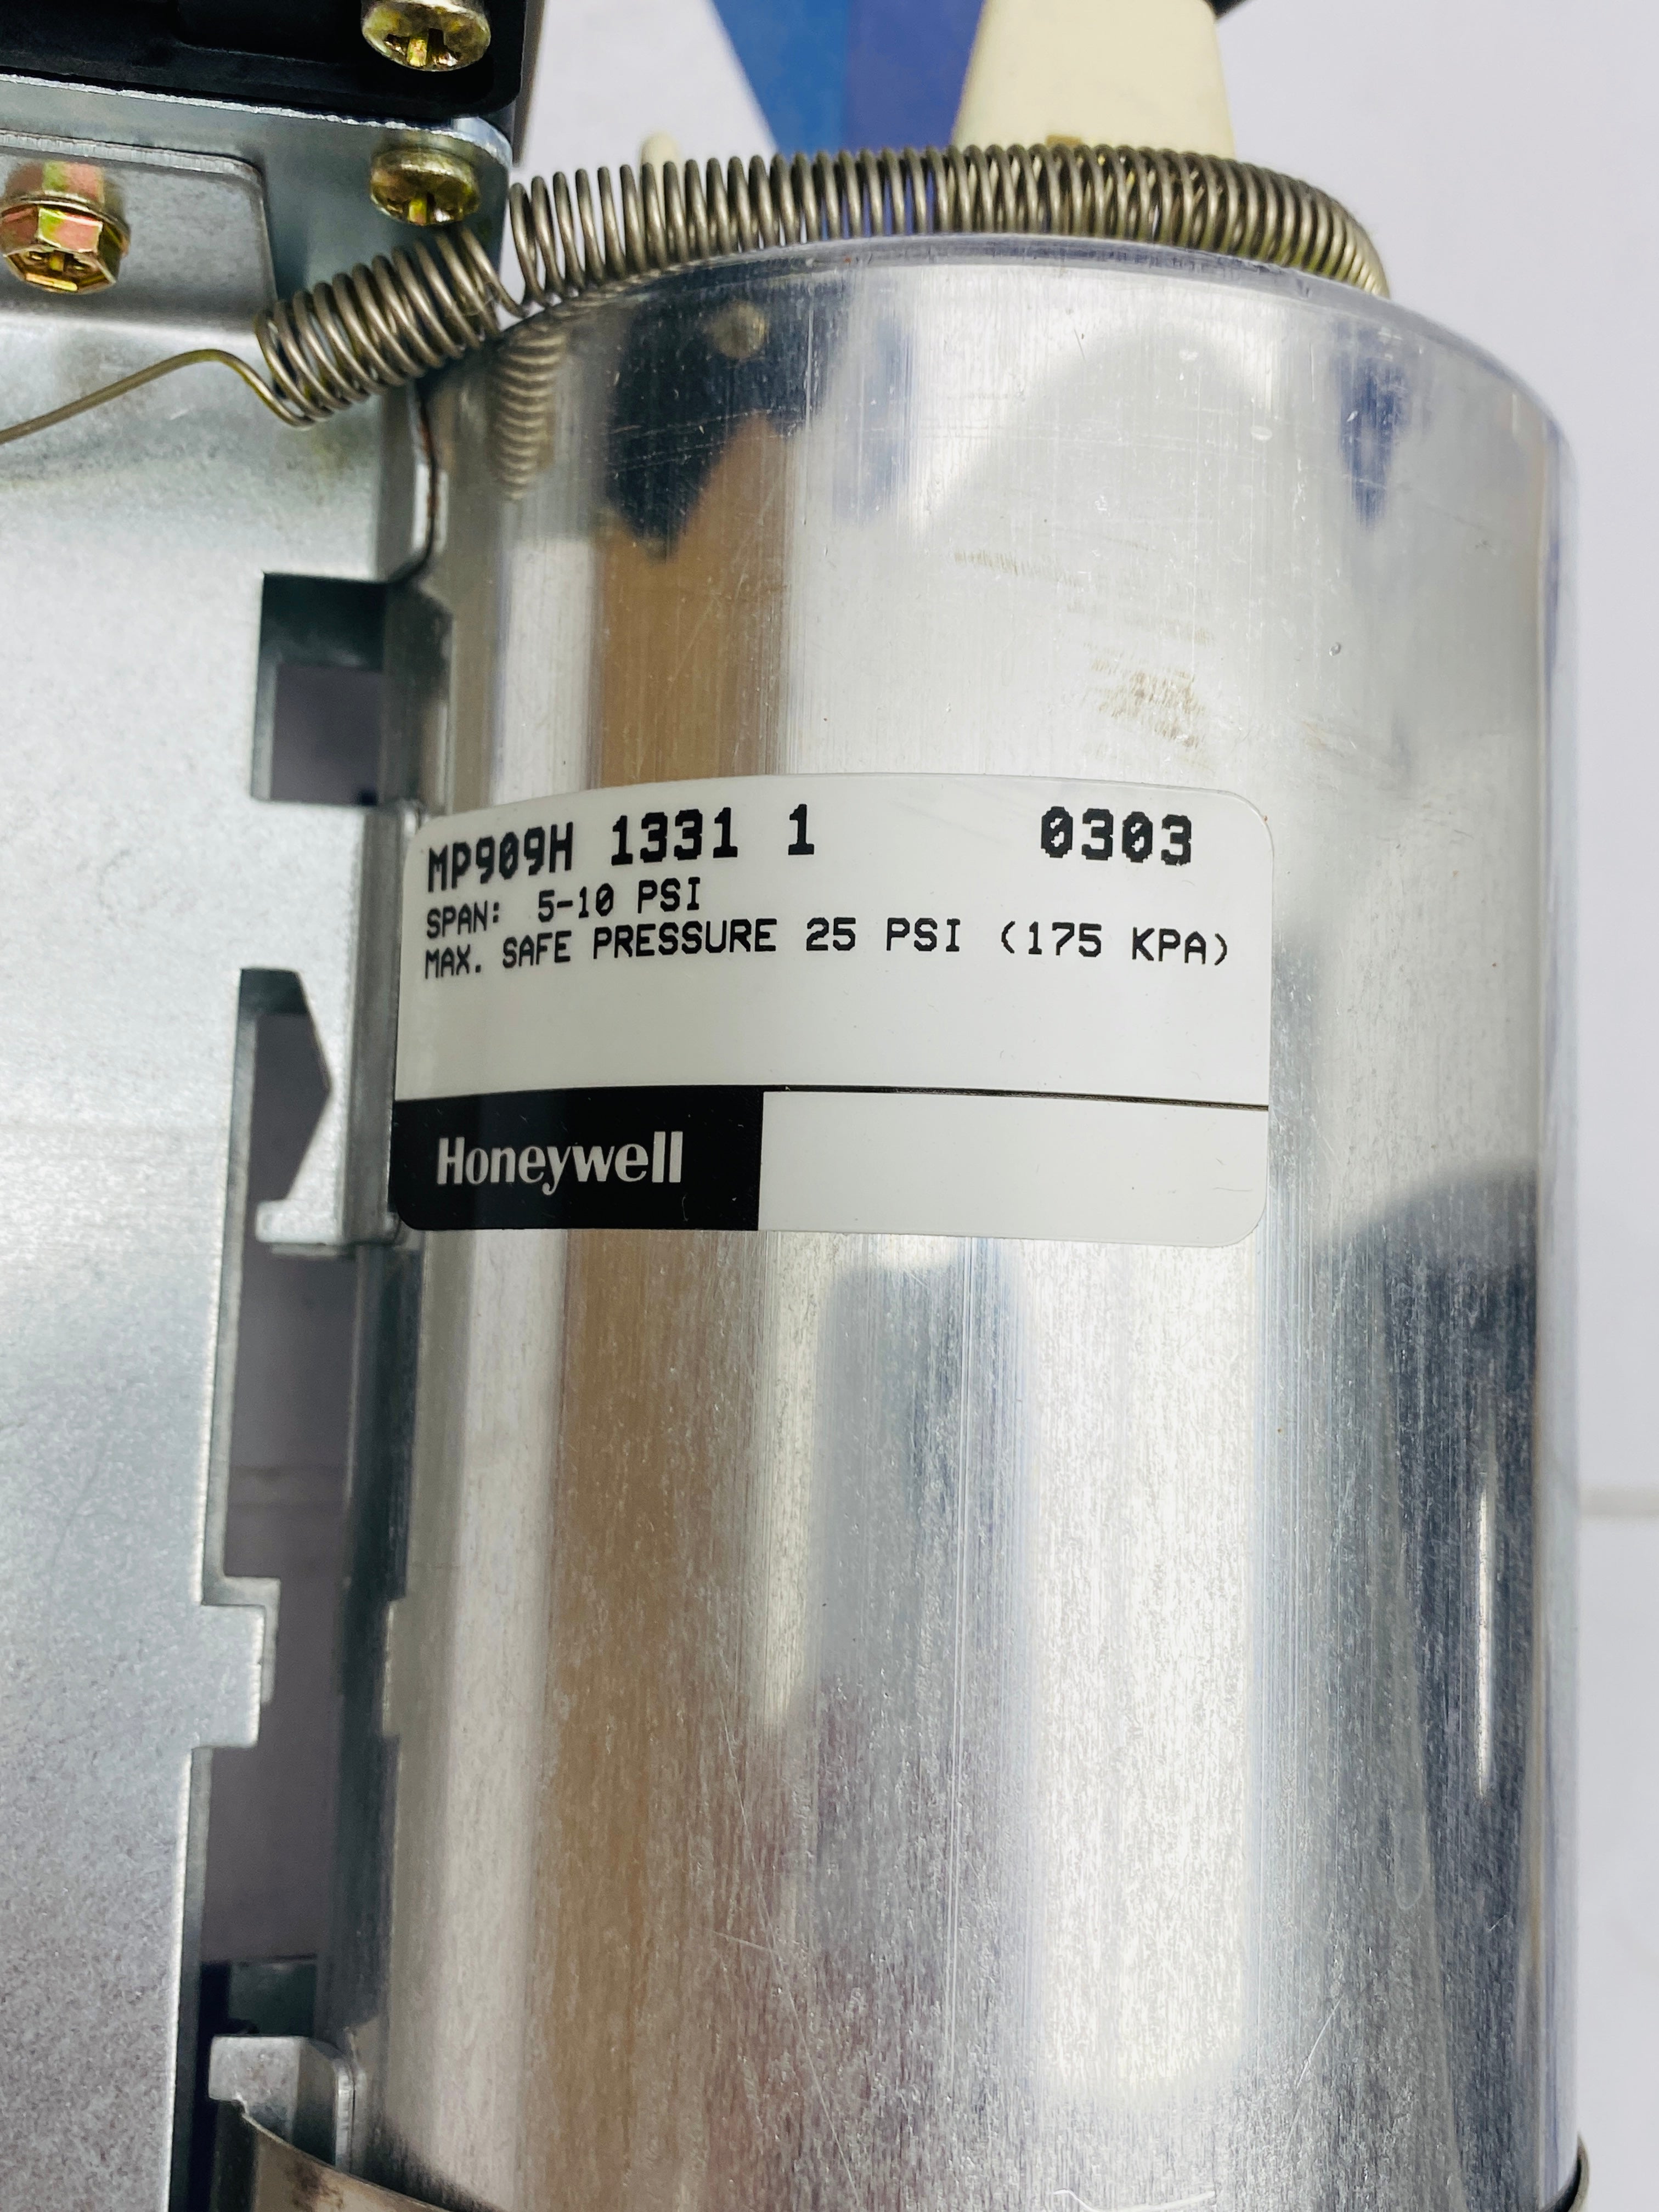 MP909H 1331 1 0303
SPAN: 5-10 PSI
MAX. SAFE PRESSURE 25 PSI (175 KPA)
Honeywell